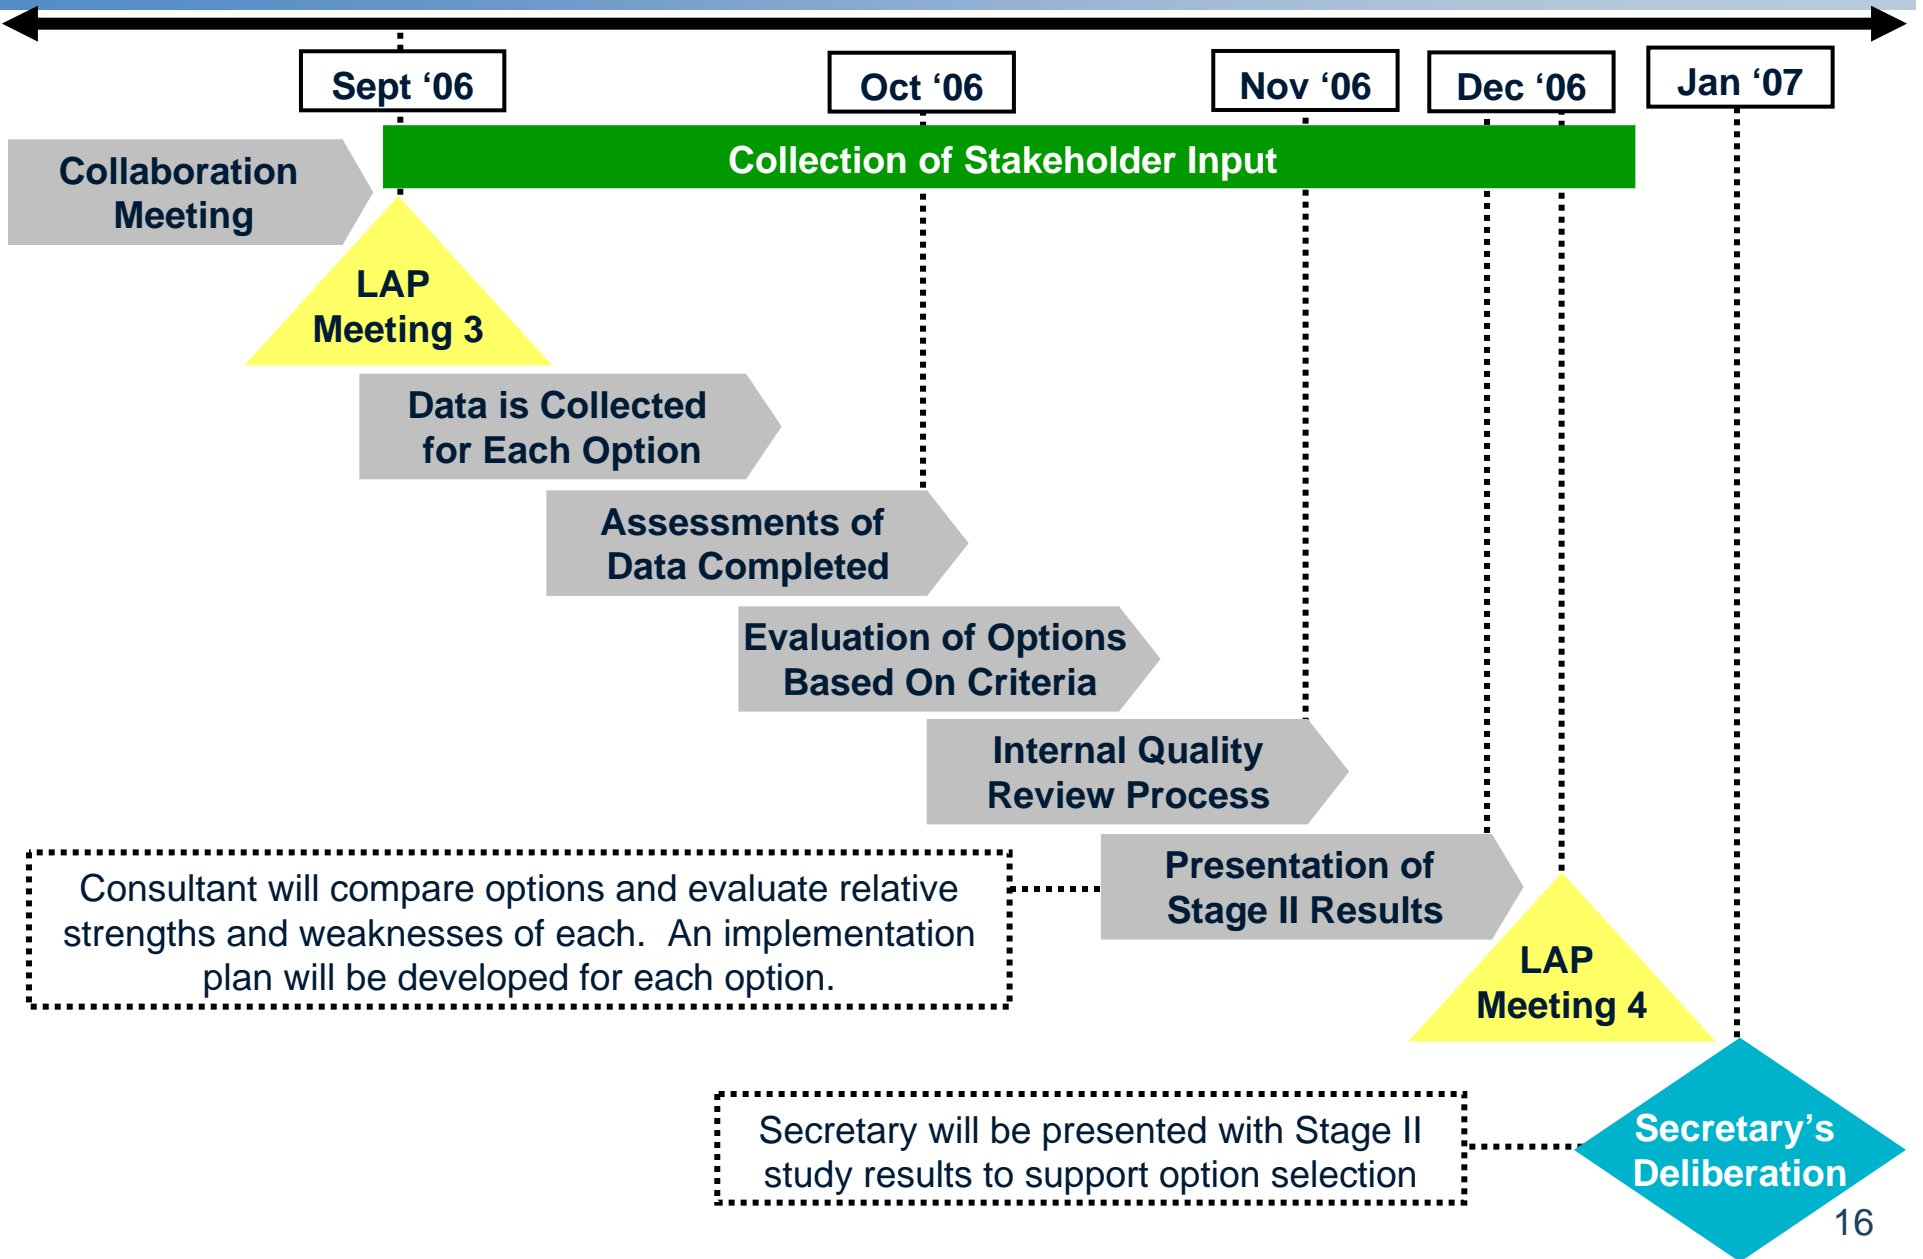 Sept ‘06
Oct ‘06
Nov ‘06
Dec ‘06
Jan ‘07
Collection of Stakeholder Input
Collaboration
Meeting
LAP
Meeting 3
Data is Collected
for Each Option
Assessments of
Data Completed
Evaluation of Options
Based On Criteria
Internal Quality
Review Process
Presentation of
Stage II Results
Consultant will compare options and evaluate relative
strengths and weaknesses of each.  An implementation
plan will be developed for each option.
LAP
Meeting 4
Secretary will be presented with Stage II
study results to support option selection
Secretary’s
Deliberation
16